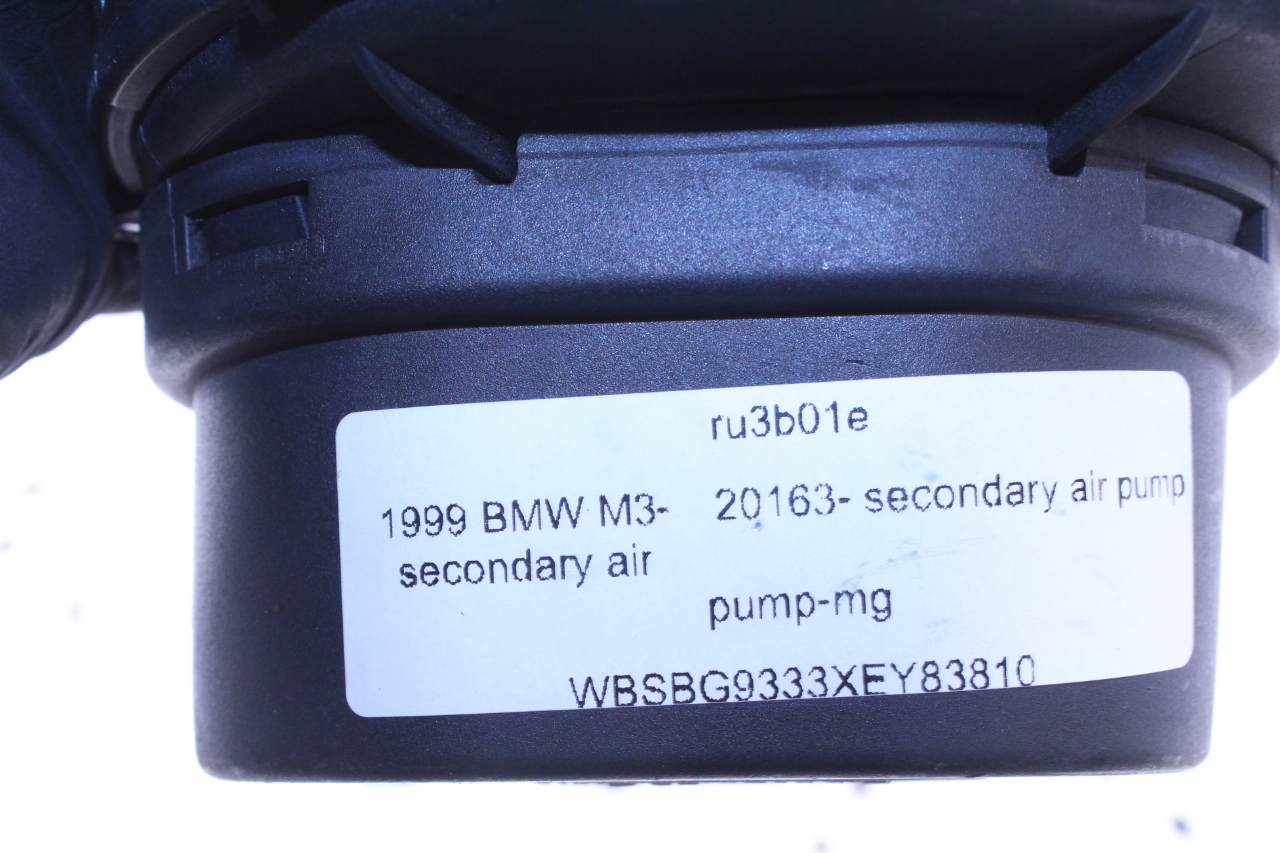 ru3b01e
1999 BMW M3-
secondary air
20163- secondary air pump
pump-mg
WBSBG9333XEY83810